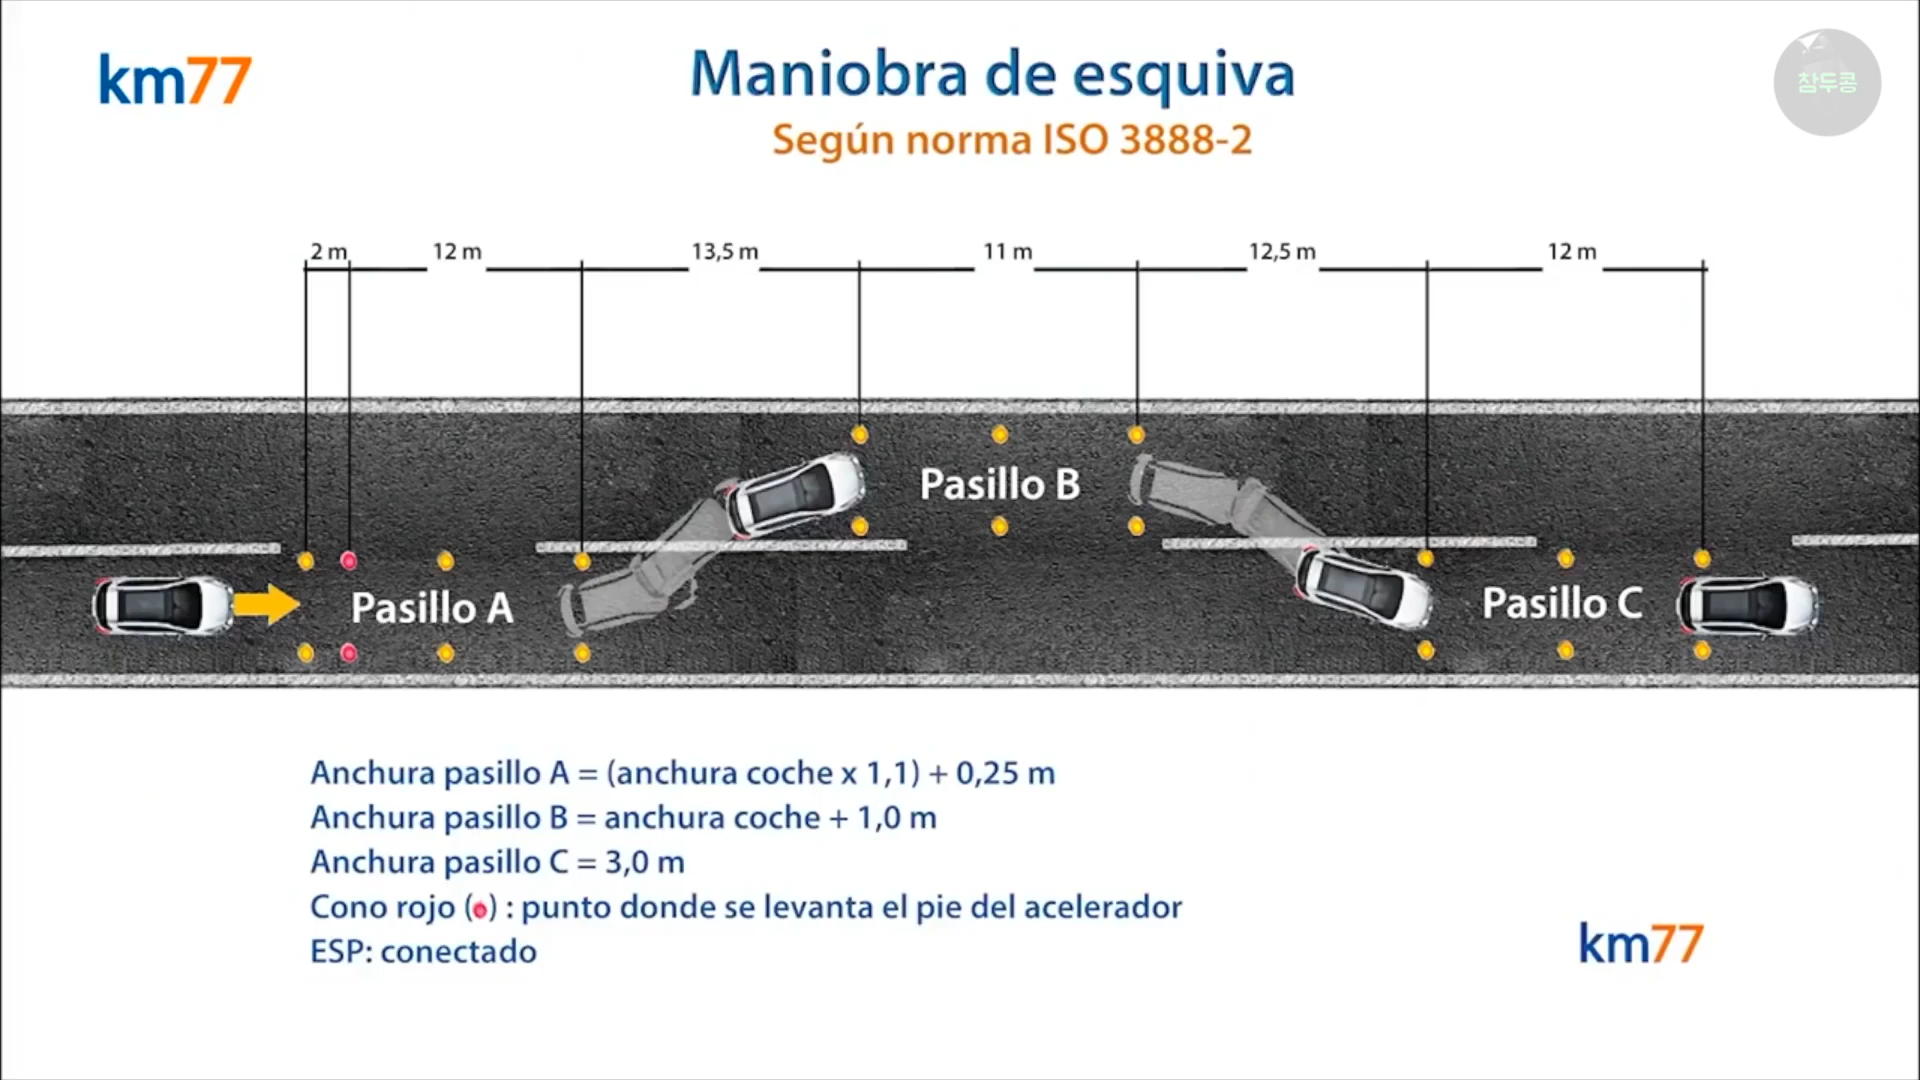 km77
Maniobra de esquiva
참두콩
Según norma ISO 3888-2
2 m
12 m
13,5 m
11 m
12,5 m
12 m
Pasillo B
Pasillo A
Pasillo C
Anchura pasillo A = (anchura coche x 1,1) + 0,25 m
Anchura pasillo B = anchura coche + 1,0 m
Anchura pasillo C = 3,0 m
Cono rojo ( ) : punto donde se levanta el pie del acelerador
ESP: conectado
km77